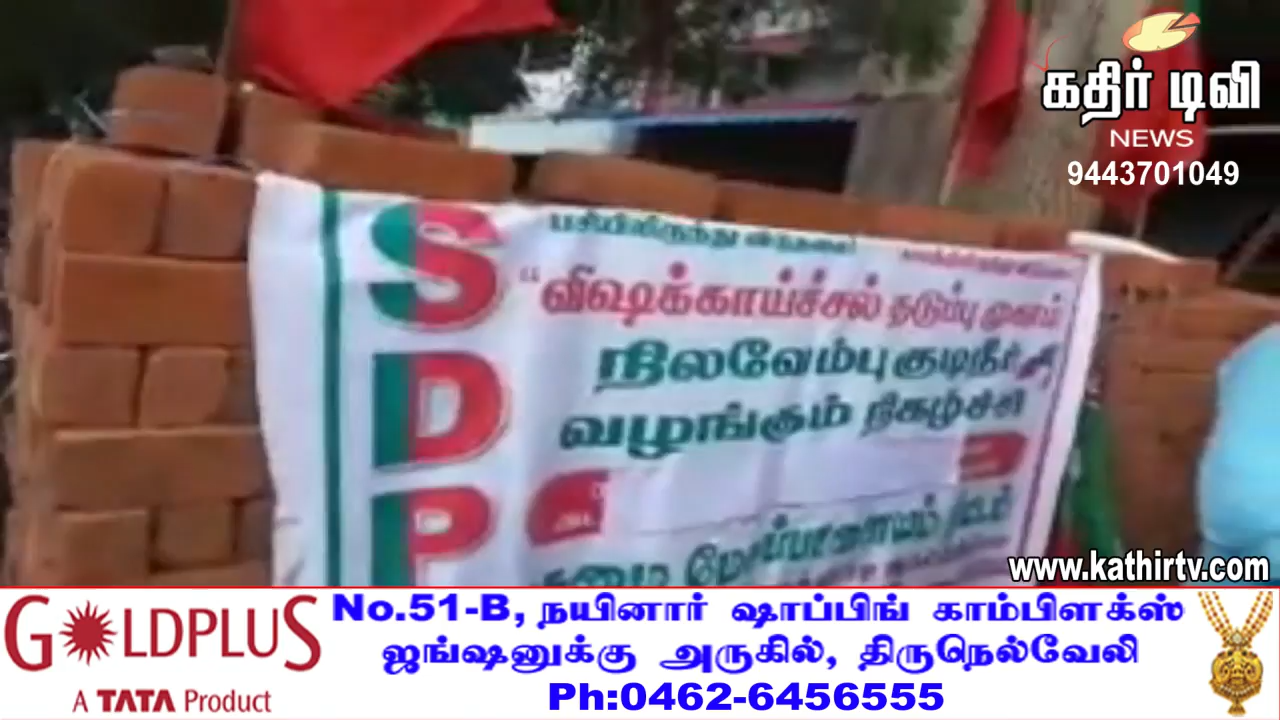 கதிர் டிவி
NEWS
9443701049
S
D
P
பசியிலிருந்து
"விஷக்காய்ச்சல் தடுப்பு முகாம்
நிலவேம்பு குடிநீர்
வழங்கும் நிகழ்ச்சி
www.kathirtv.com
GOLDPLUS
A TATA Product
No.51-B, நயினார் ஷாப்பிங் காம்பிளக்ஸ்
ஜங்ஷனுக்கு அருகில், திருநெல்வேலி
Ph:0462-6456555